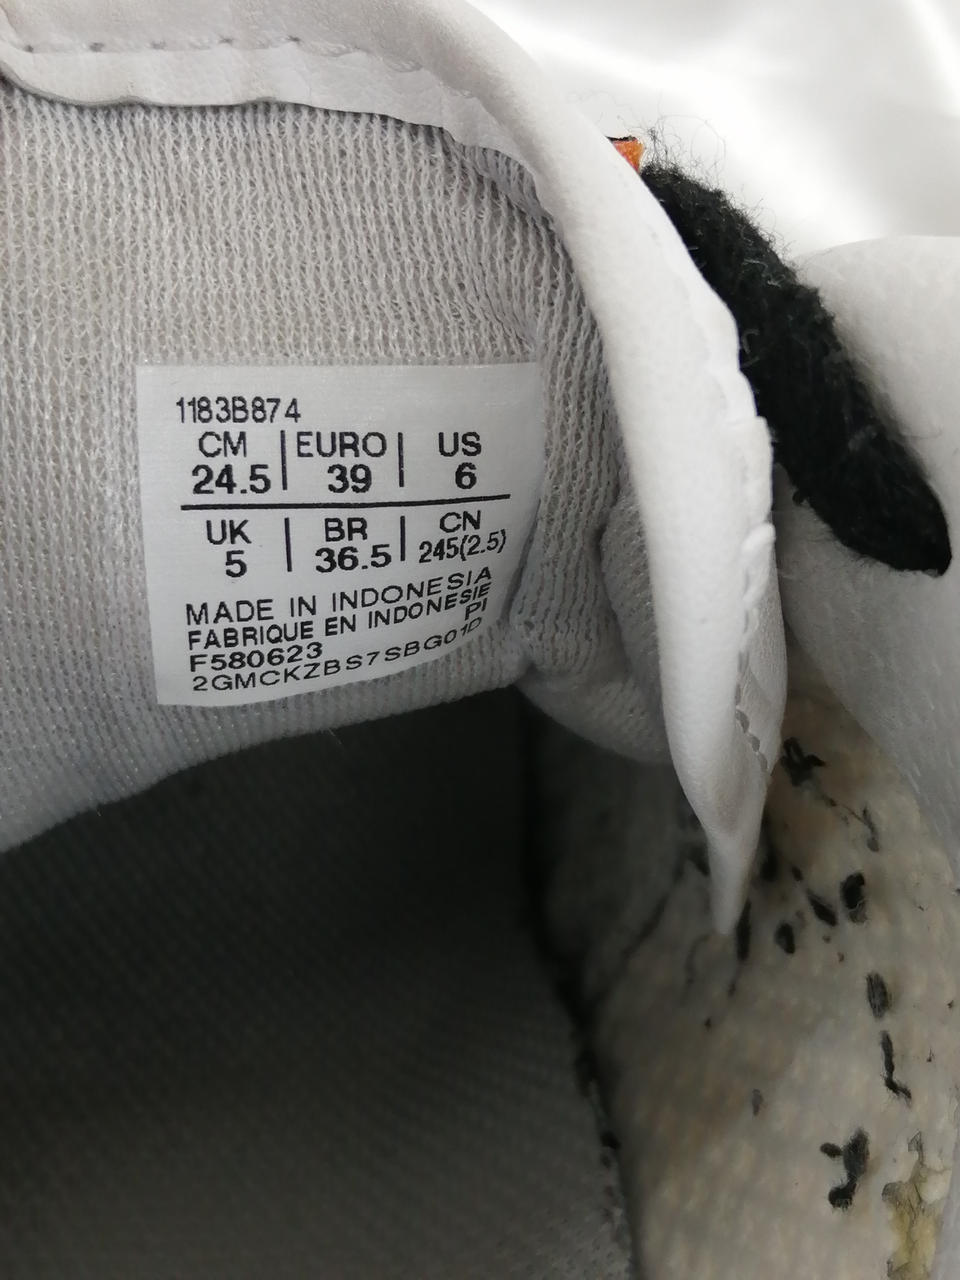 1183B874
CM | EURO | US
24.5 | 39 | 6
UK | BR | CN
5 | 36.5 | 245(2.5)
MADE IN INDONESIA
FABRIQUE EN INDONESIE
F580623 PI
2GMCKZBS7SBG01D